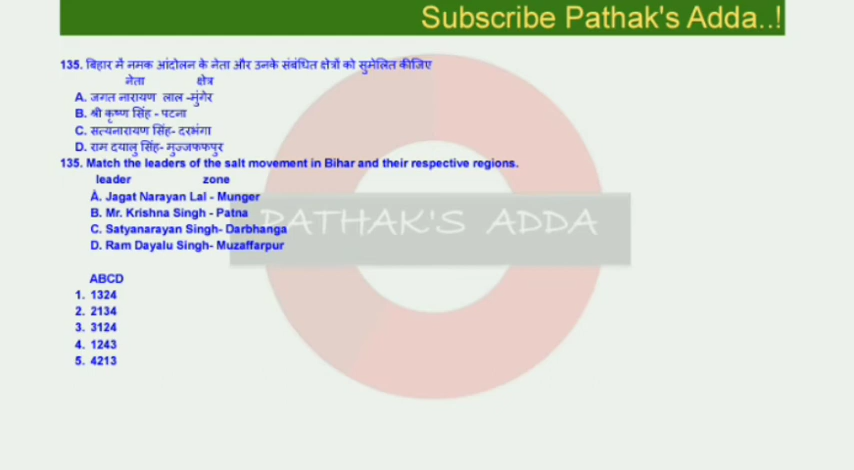 Subscribe Pathak's Adda..!
135. बिहार में नमक आंदोलन के नेता और उनके संबंधित क्षेत्रों को सुमेलित कीजिए
नेता क्षेत्र
A. जगत नारायण लाल -मुंगेर
B. श्री कृष्ण सिंह - पटना
C. सत्यनारायण सिंह- दरभंगा
D. राम दयालु सिंह- मुज्जफफपुर
135. Match the leaders of the salt movement in Bihar and their respective regions.
leader zone
A. Jagat Narayan Lal - Munger
B. Mr. Krishna Singh - Patna
C. Satyanarayan Singh- Darbhanga
D. Ram Dayalu Singh- Muzaffarpur
PATHAK'S ADDA
ABCD
1. 1324
2. 2134
3. 3124
4. 1243
5. 4213